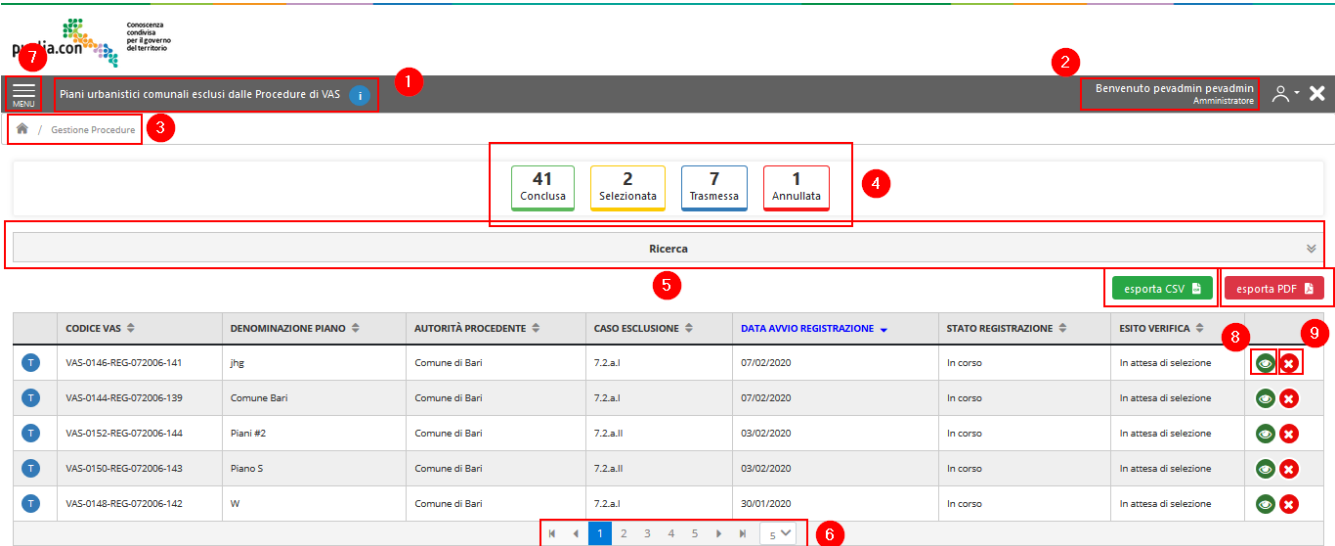 Conoscenza
condivisa
per il governo
del territorio
7
1
2
MENU
Piani urbanistici comunali esclusi dalle Procedure di VAS i
Benvenuto pevadmin pevadmin
Amministratore
/ Gestione Procedure
3
41 2 7 1
Conclusa Selezionata Trasmessa Annullata
4
Ricerca
5
esporta CSV esporta PDF
CODICE VAS DENOMINAZIONE PIANO AUTORITÀ PROCEDENTE CASO ESCLUSIONE DATA AVVIO REGISTRAZIONE STATO REGISTRAZIONE ESITO VERIFICA
8 9
T VAS-0146-REG-072006-141 jhg Comune di Bari 7.2.a.I 07/02/2020 In corso In attesa di selezione
T VAS-0144-REG-072006-139 Comune Bari Comune di Bari 7.2.a.I 07/02/2020 In corso In attesa di selezione
T VAS-0152-REG-072006-144 Piani #2 Comune di Bari 7.2.a.II 03/02/2020 In corso In attesa di selezione
T VAS-0150-REG-072006-143 Piano S Comune di Bari 7.2.a.II 03/02/2020 In corso In attesa di selezione
T VAS-0148-REG-072006-142 W Comune di Bari 7.2.a.I 30/01/2020 In corso In attesa di selezione
1 2 3 4 5 5
6